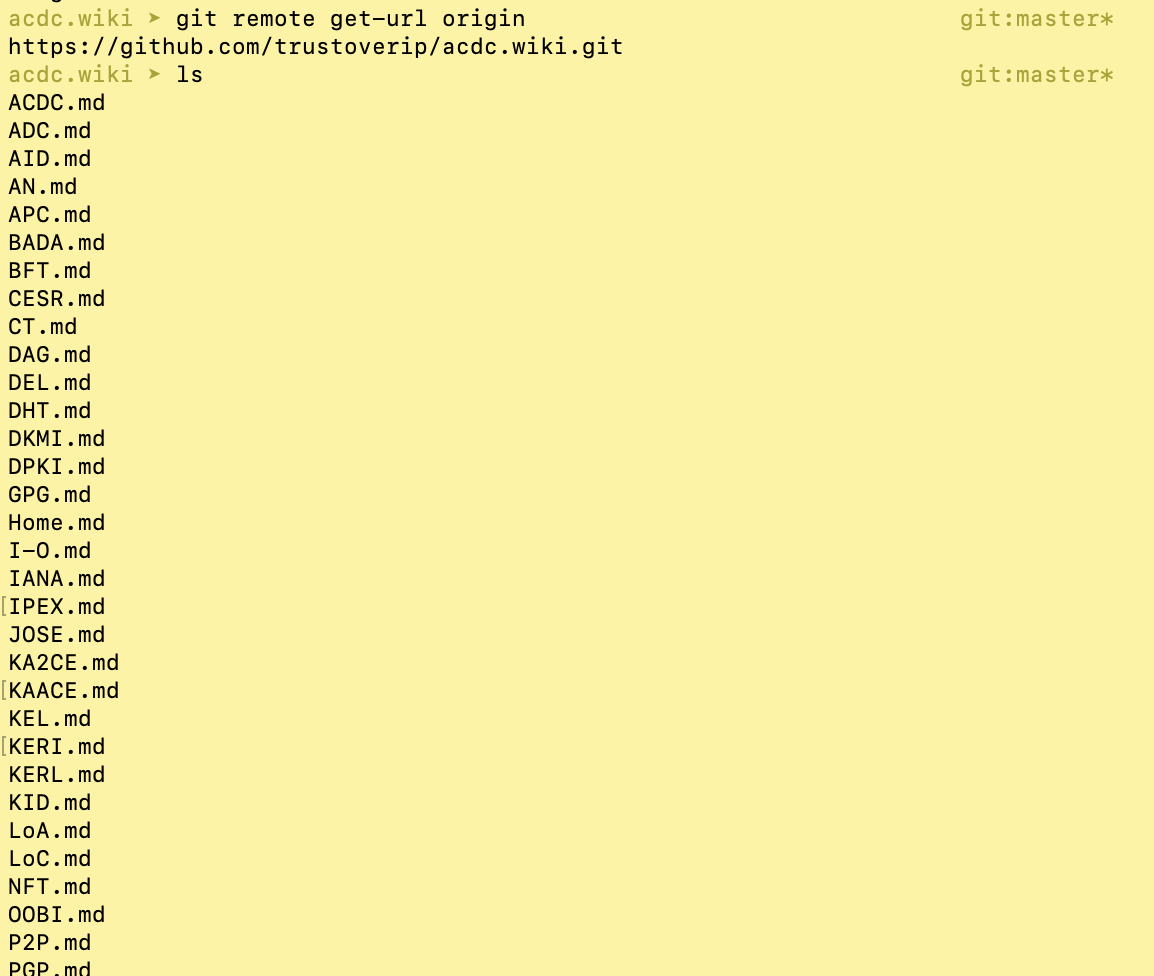 acdc.wiki ➤ git remote get-url origin git:master*
https://github.com/trustoverip/acdc.wiki.git
acdc.wiki ➤ ls git:master*
ACDC.md
ADC.md
AID.md
AN.md
APC.md
BADA.md
BFT.md
CESR.md
CT.md
DAG.md
DEL.md
DHT.md
DKMI.md
DPKI.md
GPG.md
Home.md
I-O.md
IANA.md
[IPEX.md
JOSE.md
KA2CE.md
[KAACE.md
KEL.md
[KERI.md
KERL.md
KID.md
LoA.md
LoC.md
NFT.md
OOBI.md
P2P.md
PGP.md